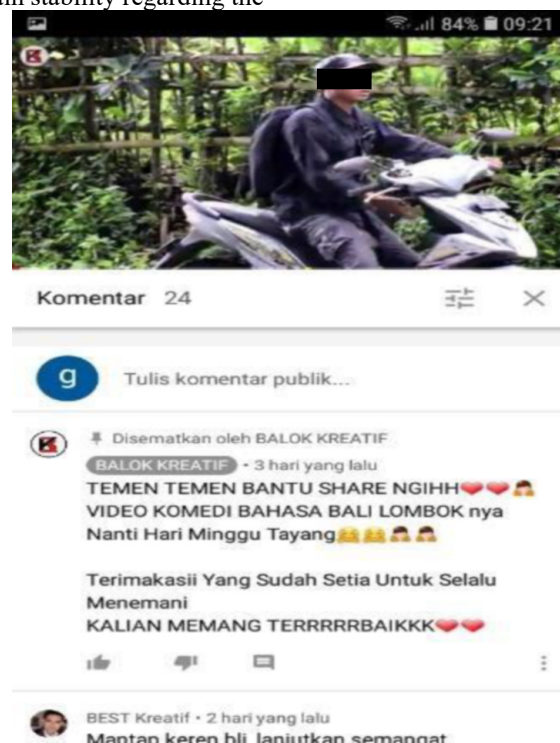 stability regarding the
84% 09:21
K
Komentar 24
g Tulis komentar publik...
K
Disematkan oleh BALOK KREATIF
BALOK KREATIF • 3 hari yang lalu
TEMEN TEMEN BANTU SHARE NGIHH
VIDEO KOMEDI BAHASA BALI LOMBOK nya
Nanti Hari Minggu Tayang
Terimakasii Yang Sudah Setia Untuk Selalu
Menemani
KALIAN MEMANG TERRRRRBAIKKK
BEST Kreatif • 2 hari yang lalu
Mantap keren bli, lanjutkan semangat